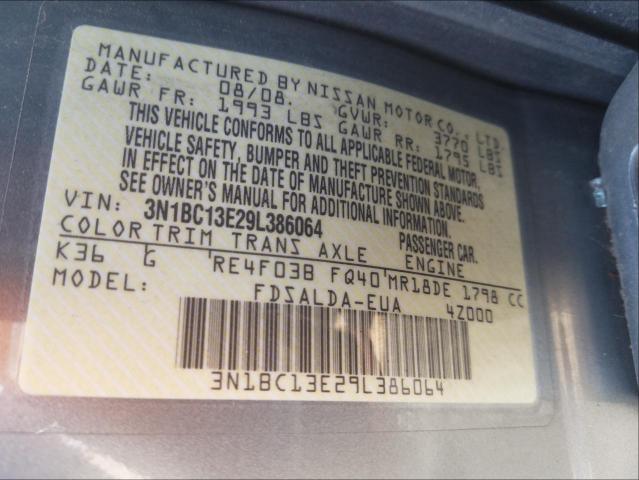 MANUFACTURED BY NISSAN MOTOR CO., LTD.
DATE: 08/08. GVWR: 3770 LBS
GAWR FR: 1993 LBS GAWR RR: 1795 LBS
THIS VEHICLE CONFORMS TO ALL APPLICABLE FEDERAL MOTOR
VEHICLE SAFETY, BUMPER AND THEFT PREVENTION STANDARDS
IN EFFECT ON THE DATE OF MANUFACTURE SHOWN ABOVE.
SEE OWNER'S MANUAL FOR ADDITIONAL INFORMATION.
VIN: 3N1BC13E29L386064 PASSENGER CAR.
COLOR TRIM TRANS AXLE ENGINE
K36 G RE4F03B FQ40 MR18DE 1798 CC
MODEL: FDSALDA-EUA 4Z000
3N1BC13E29L386064